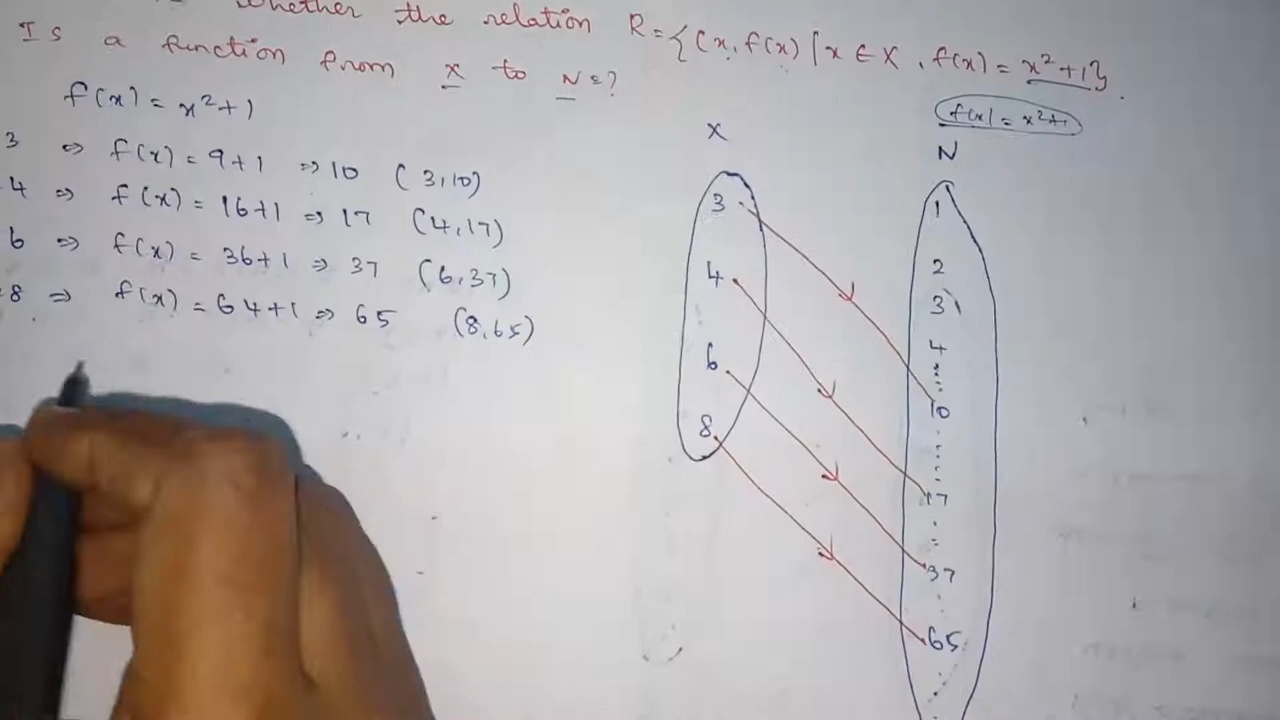 whether the relation R = {(x, f(x) | x ∈ X, f(x) = x²+1}.
Is a function from x to N=?
f(x) = x²+1
3 ⇒ f(x) = 9+1 ⇒ 10 (3,10)
4 ⇒ f(x) = 16+1 ⇒ 17 (4,17)
6 ⇒ f(x) = 36+1 ⇒ 37 (6,37)
8 ⇒ f(x) = 64+1 ⇒ 65 (8,65)
f(x) = x²+1
X
N
3
4
6
8
1
2
3
4
10
17
37
65